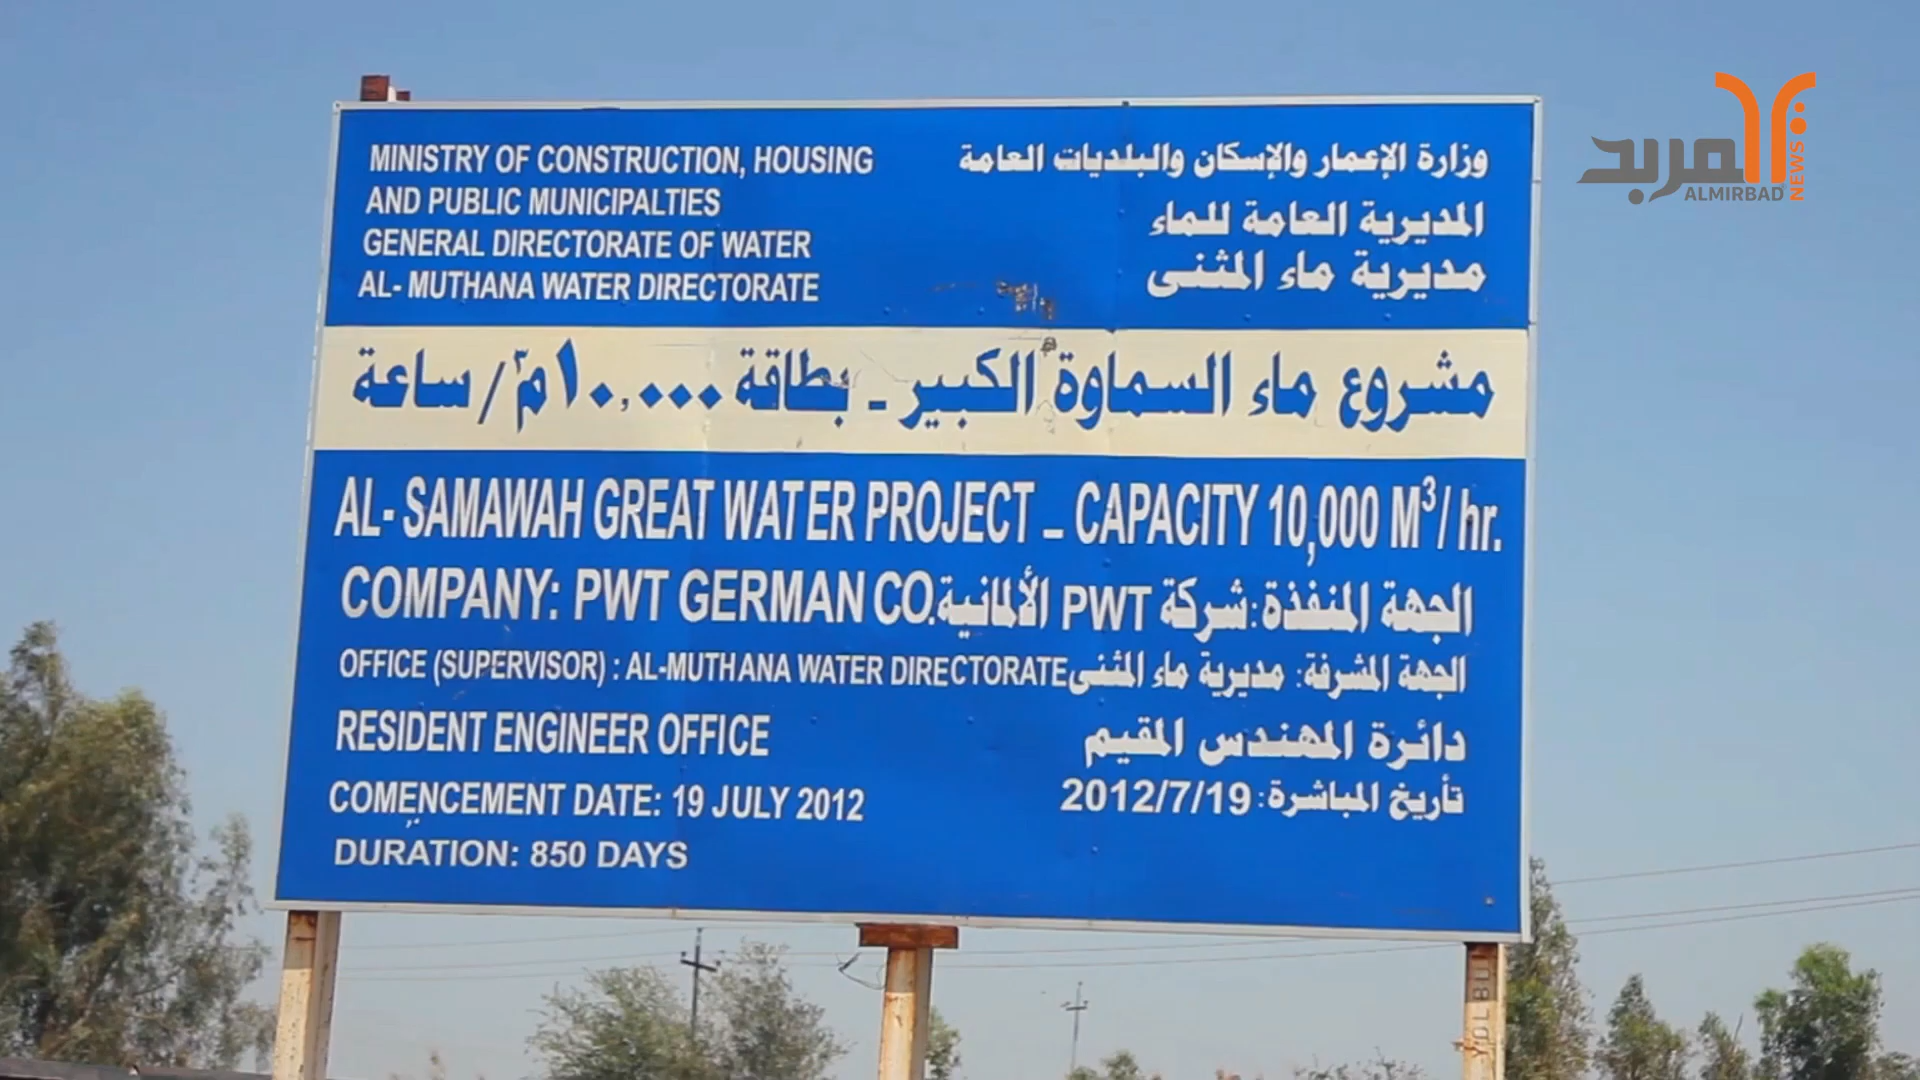 MINISTRY OF CONSTRUCTION, HOUSING
AND PUBLIC MUNICIPALTIES
GENERAL DIRECTORATE OF WATER
AL- MUTHANA WATER DIRECTORATE
وزارة الإعمار والإسكان والبلديات العامة
المديرية العامة للماء
مديرية ماء المثنى
مشروع ماء السماوة الكبير - بطاقة ١٠,٠٠٠م٣/ساعة
AL- SAMAWAH GREAT WATER PROJECT - CAPACITY 10,000 M³/ hr.
COMPANY: PWT GERMAN CO. الجهة المنفذة: شركة PWT الألمانية
OFFICE (SUPERVISOR) : AL-MUTHANA WATER DIRECTORATE الجهة المشرفة: مديرية ماء المثنى
RESIDENT ENGINEER OFFICE دائرة المهندس المقيم
COMENCEMENT DATE: 19 JULY 2012 تأريخ المباشرة: 2012/7/19
DURATION: 850 DAYS
المربد
ALMIRBAD
NEWS